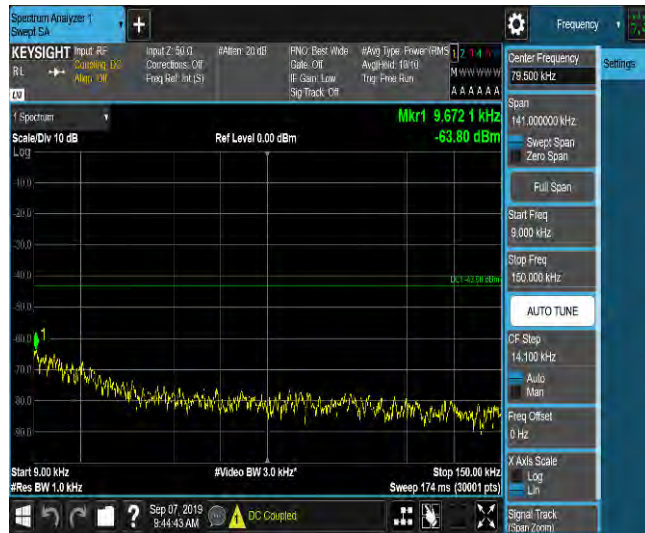 Spectrum Analyzer 1
Swept SA
Frequency
KEYSIGHT Input: RF
Input Z: 50 Ω
#Atten: 20 dB
PNO: Best Wide
#Avg Type: Power (RMS
RL
Coupling: DC
Corrections: Off
Gate: Off
Avg|Hold: 10/10
Align: Off
Freq Ref: Int (S)
IF Gain: Low
Trig: Free Run
Sig Track: Off
M W W W W W
A A A A A A
Center Frequency
79.500 kHz
Settings
Span
141.000000 kHz
Swept Span
Zero Span
Full Span
Start Freq
9.000 kHz
Stop Freq
150.000 kHz
AUTO TUNE
CF Step
14.100 kHz
Auto
Man
Freq Offset
0 Hz
X Axis Scale
Log
Lin
Signal Track
(Span Zoom)
1 Spectrum
Mkr1 9.672 1 kHz
Scale/Div 10 dB
Ref Level 0.00 dBm
-63.80 dBm
Log
-10.0
-20.0
-30.0
-40.0
-50.0
-60.0
1
-70.0
-80.0
-90.0
Start 9.00 kHz
#Video BW 3.0 kHz*
Stop 150.00 kHz
#Res BW 1.0 kHz
Sweep 174 ms (30001 pts)
?
Sep 07, 2019
9:44:43 AM
DC Coupled